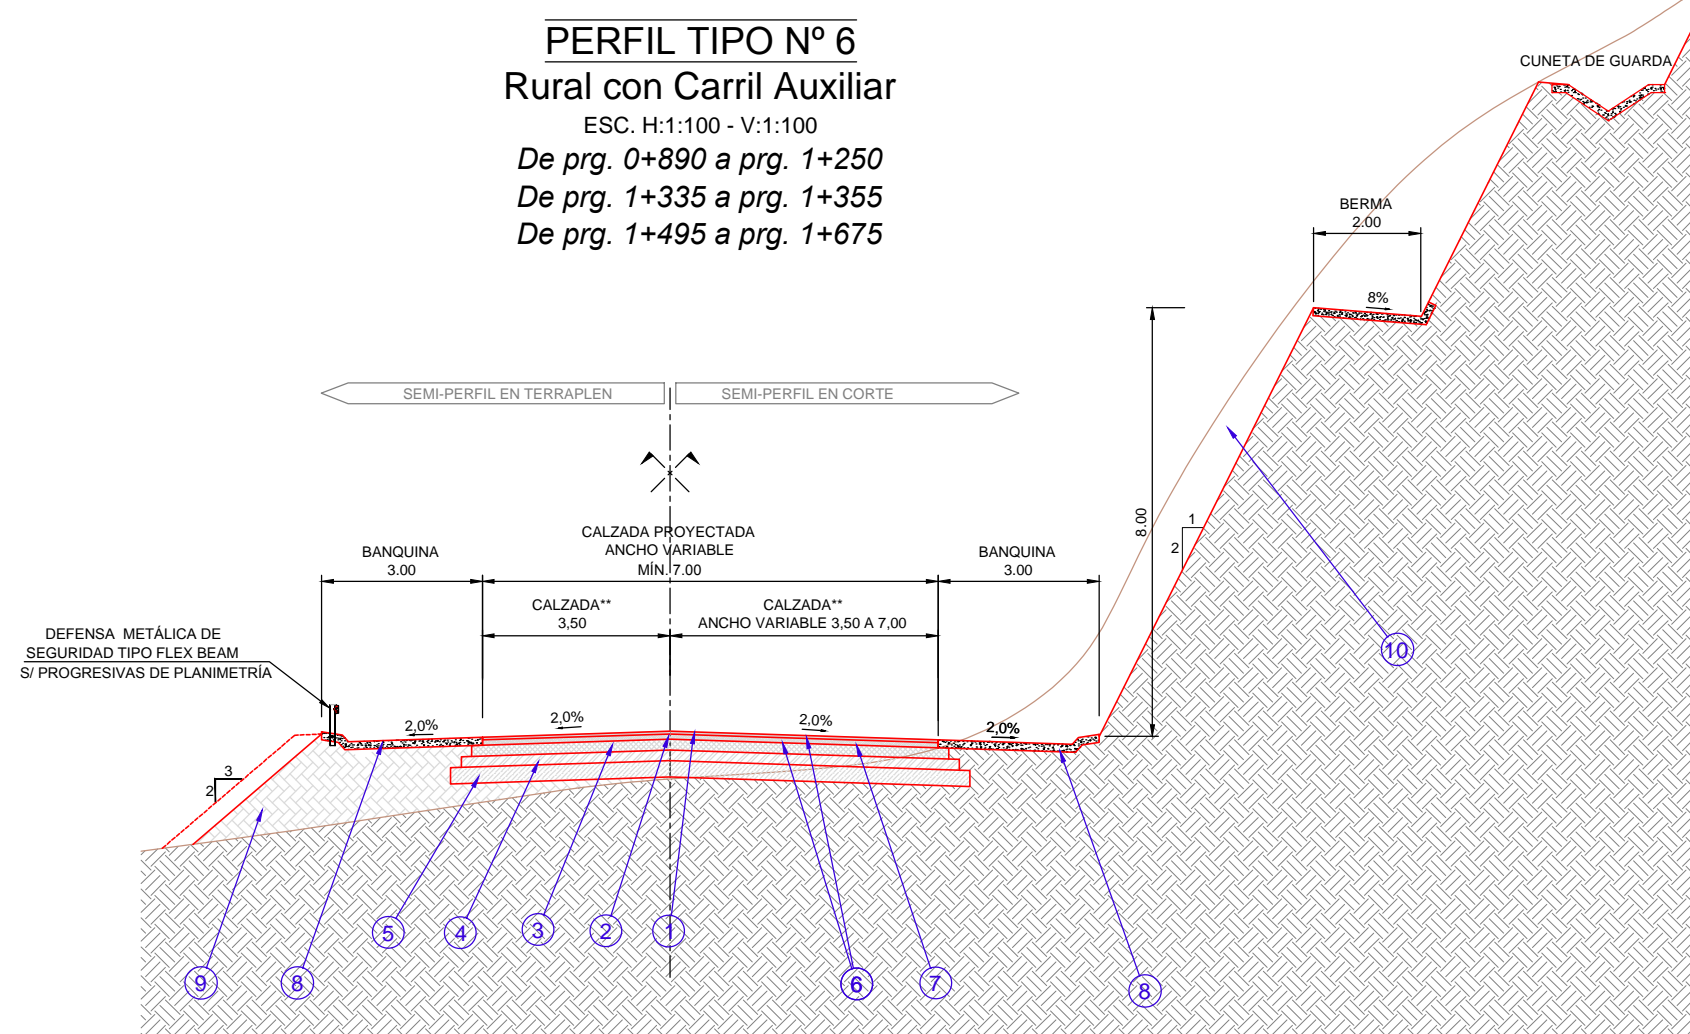 PERFIL TIPO Nº 6
Rural con Carril Auxiliar
ESC. H:1:100 - V:1:100
De prg. 0+890 a prg. 1+250
De prg. 1+335 a prg. 1+355
De prg. 1+495 a prg. 1+675
CUNETA DE GUARDA
BERMA
2.00
8%
SEMI-PERFIL EN TERRAPLEN
SEMI-PERFIL EN CORTE
8.00
1
2
CALZADA PROYECTADA
ANCHO VARIABLE
MÍN. 7.00
BANQUINA
3.00
BANQUINA
3.00
CALZADA**
3,50
CALZADA**
ANCHO VARIABLE 3,50 A 7,00
DEFENSA METÁLICA DE
SEGURIDAD TIPO FLEX BEAM
S/ PROGRESIVAS DE PLANIMETRÍA
10
2,0%
2,0%
2,0%
2,0%
3
2
5
4
3
2
1
9
8
6
7
8